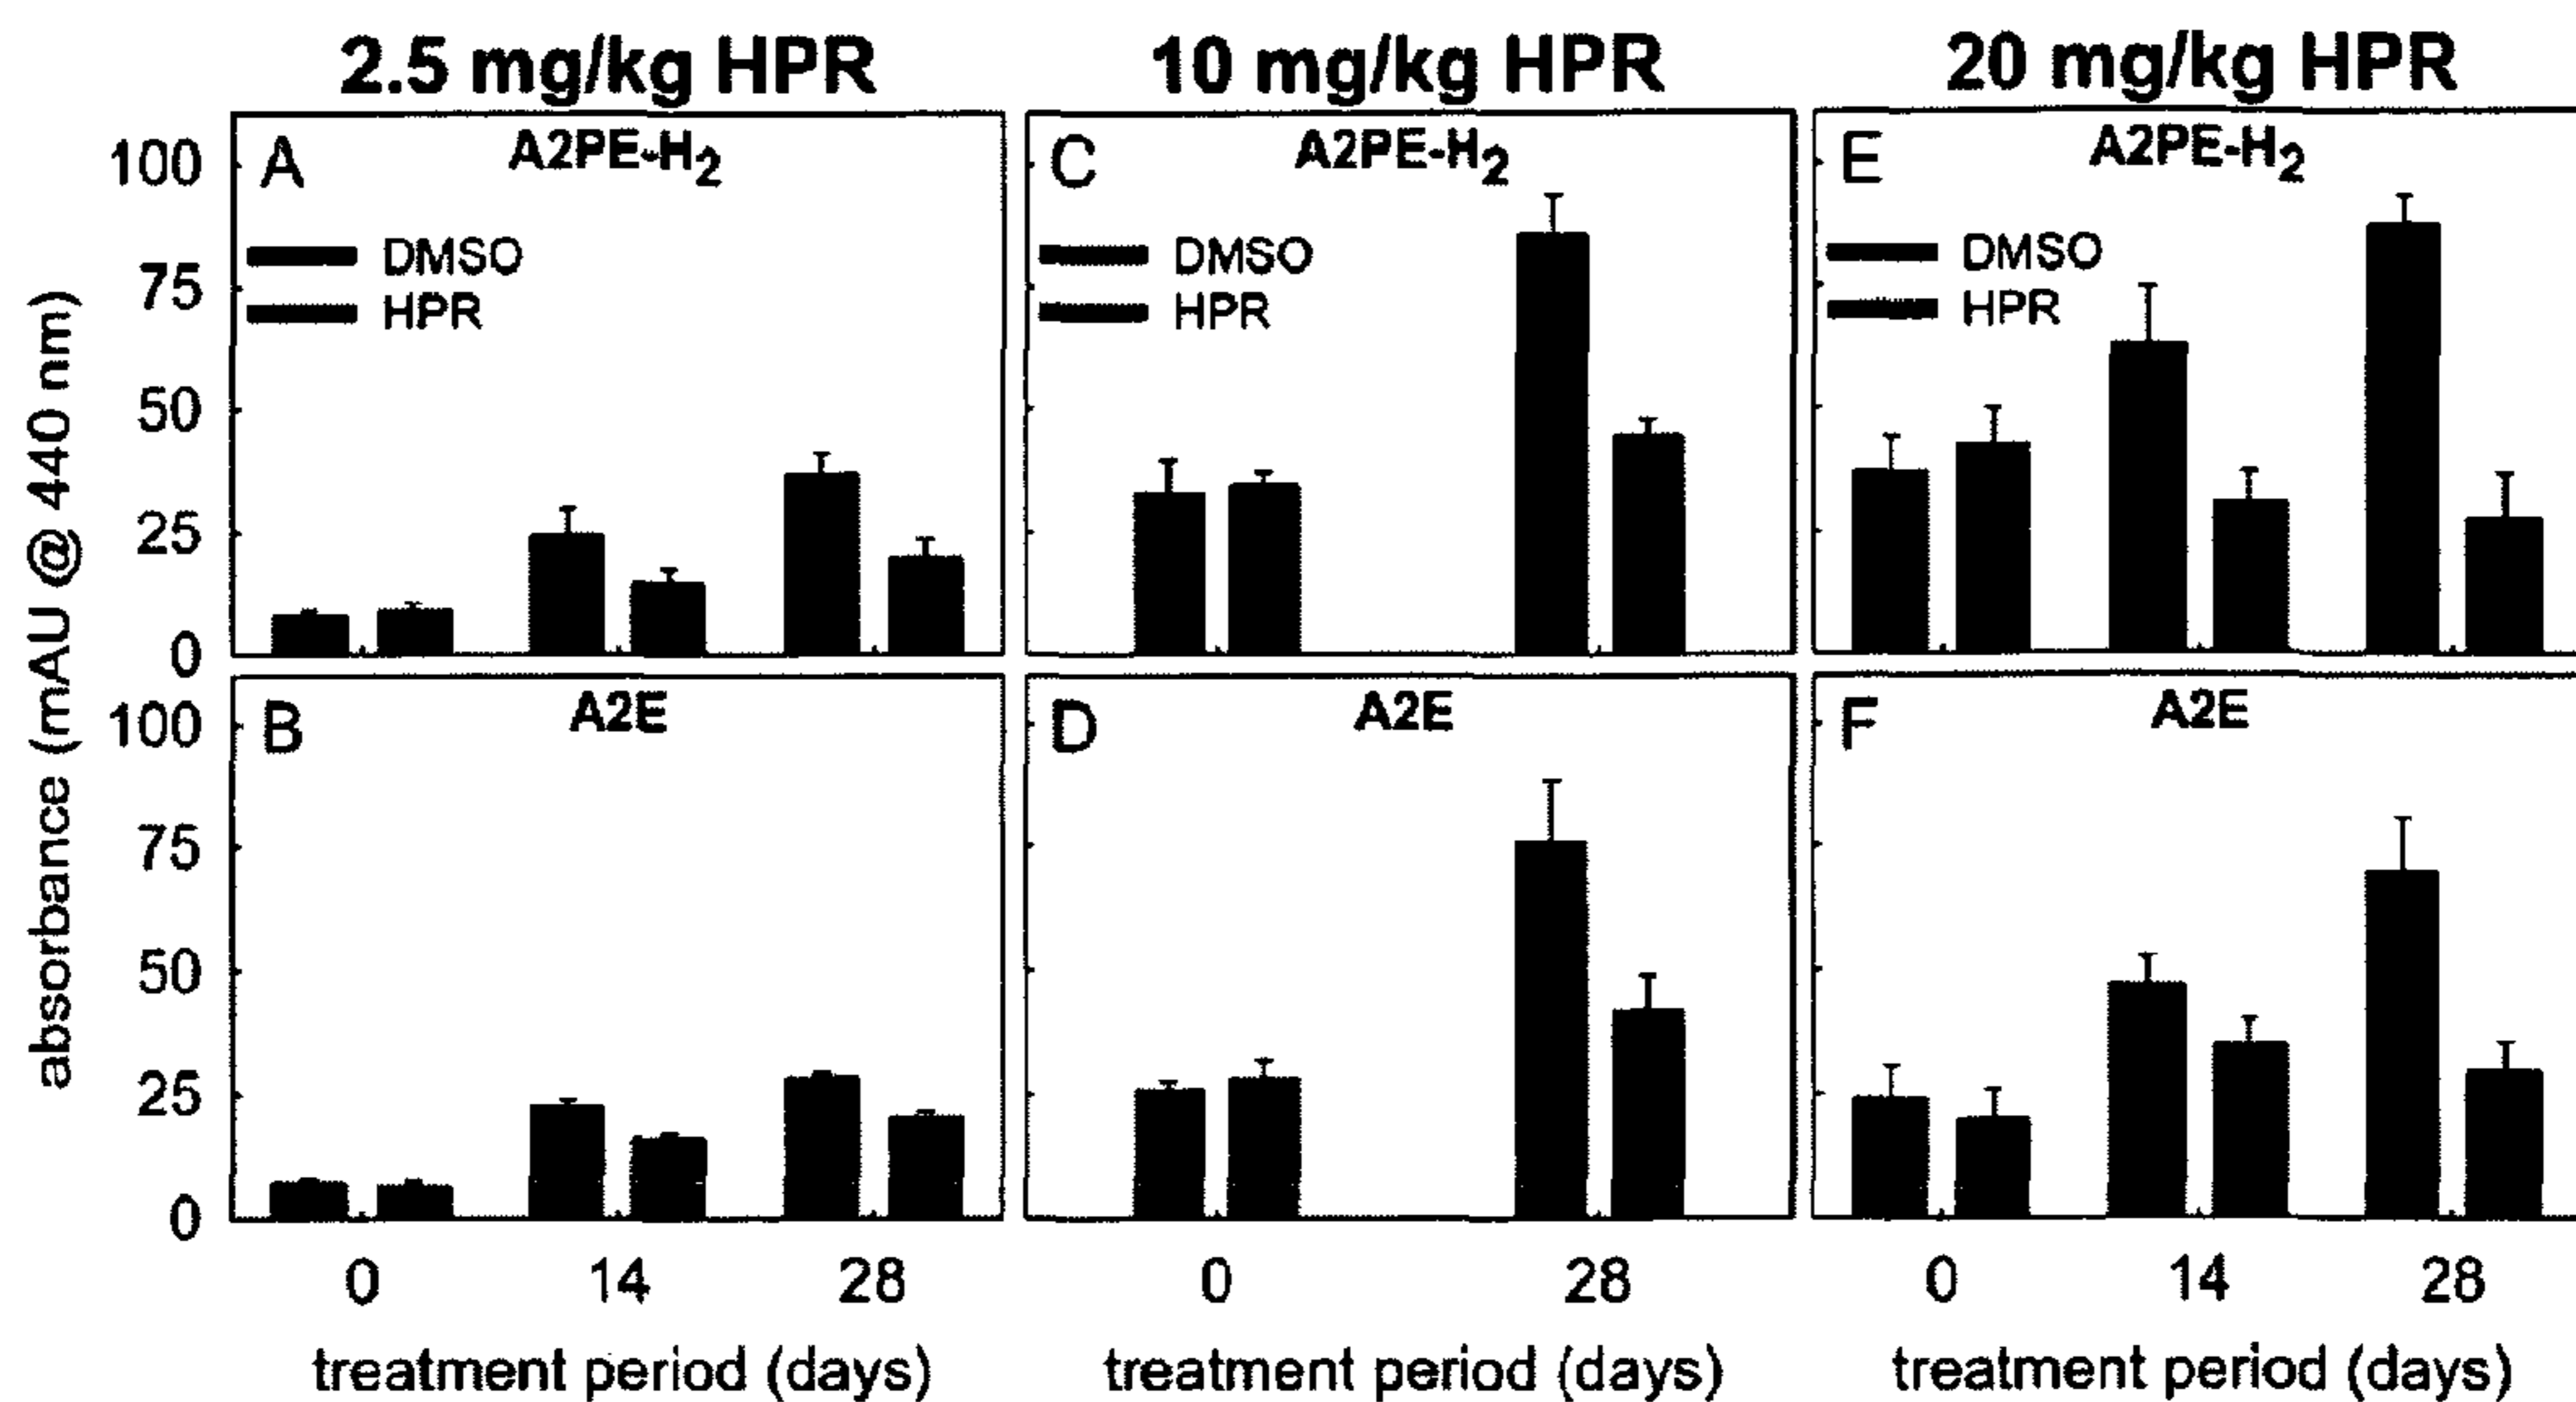 2.5 mg/kg HPR
10 mg/kg HPR
20 mg/kg HPR
absorbance (mAU @ 440 nm)
A
A2PE-H2
DMSO
HPR
100
75
50
25
0
C
A2PE-H2
DMSO
HPR
E
A2PE-H2
DMSO
HPR
B
A2E
100
75
50
25
0
D
A2E
F
A2E
0 14 28
0 28
0 14 28
treatment period (days)
treatment period (days)
treatment period (days)